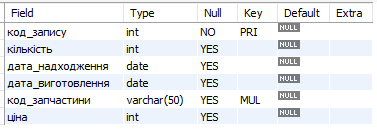 Field Type Null Key Default Extra
код_запису int NO PRI NULL
кількість int YES NULL
дата_надходження date YES NULL
дата_виготовлення date YES NULL
код_запчастини varchar(50) YES MUL NULL
ціна int YES NULL